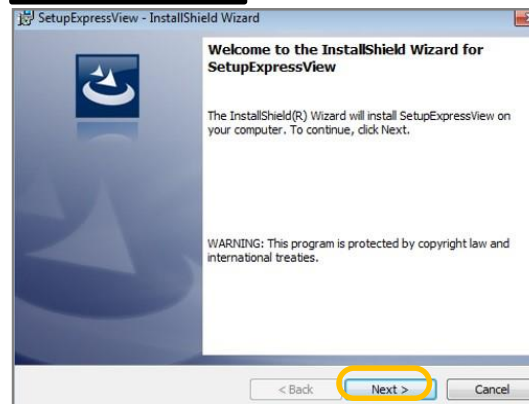 SetupExpressView - InstallShield Wizard
Welcome to the InstallShield Wizard for
SetupExpressView
The InstallShield(R) Wizard will install SetupExpressView on
your computer. To continue, click Next.
WARNING: This program is protected by copyright law and
international treaties.
< Back Next > Cancel